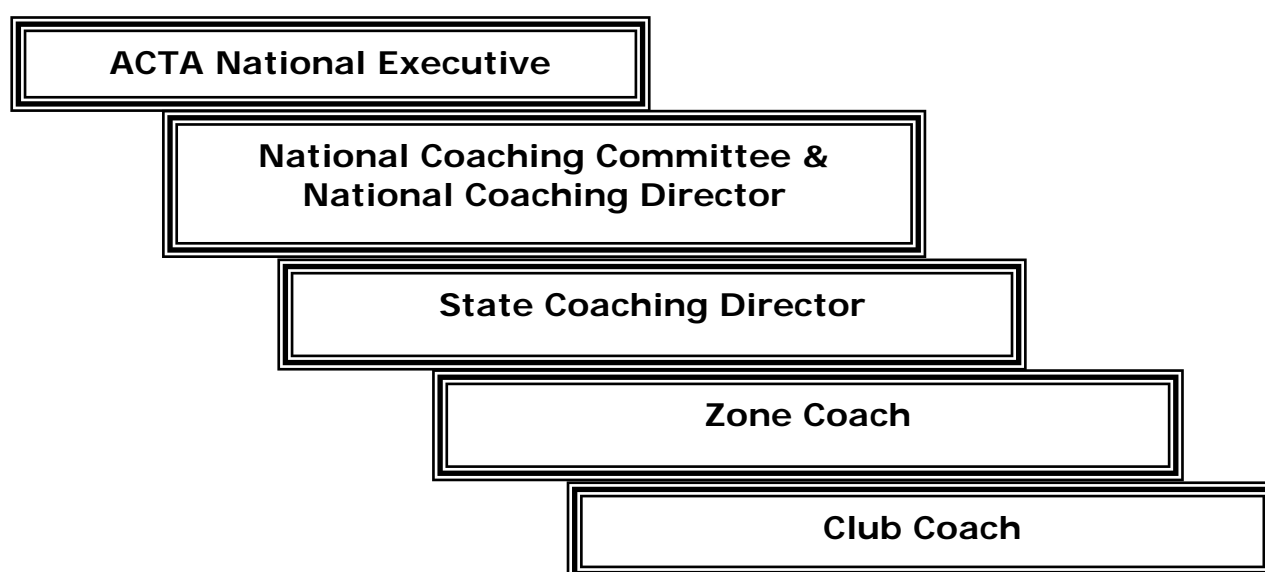 ACTA National Executive
National Coaching Committee &
National Coaching Director
State Coaching Director
Zone Coach
Club Coach